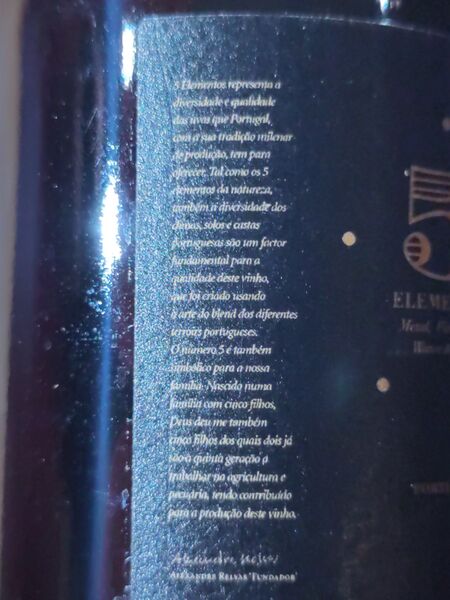 5 Elementos representa a
diversidade e qualidade
das uvas que Portugal,
com a sua tradição milenar
de produção, tem para
oferecer. Tal como os 5
elementos da natureza,
também a diversidade dos
climas, solos e castas
portuguesas são um factor
fundamental para a
qualidade deste vinho,
que foi criado usando
a arte do blend dos diferentes
terroirs portugueses.
O número 5 é também
simbólico para a nossa
família. Nascido numa
família com cinco filhos,
Deus deu me também
cinco filhos dos quais dois já
são a quinta geração a
trabalhar na agricultura e
pecuária, tendo contribuído
para a produção deste vinho.
ALEXANDRE RELVAS 'FUNDADOR'
5
ELEME